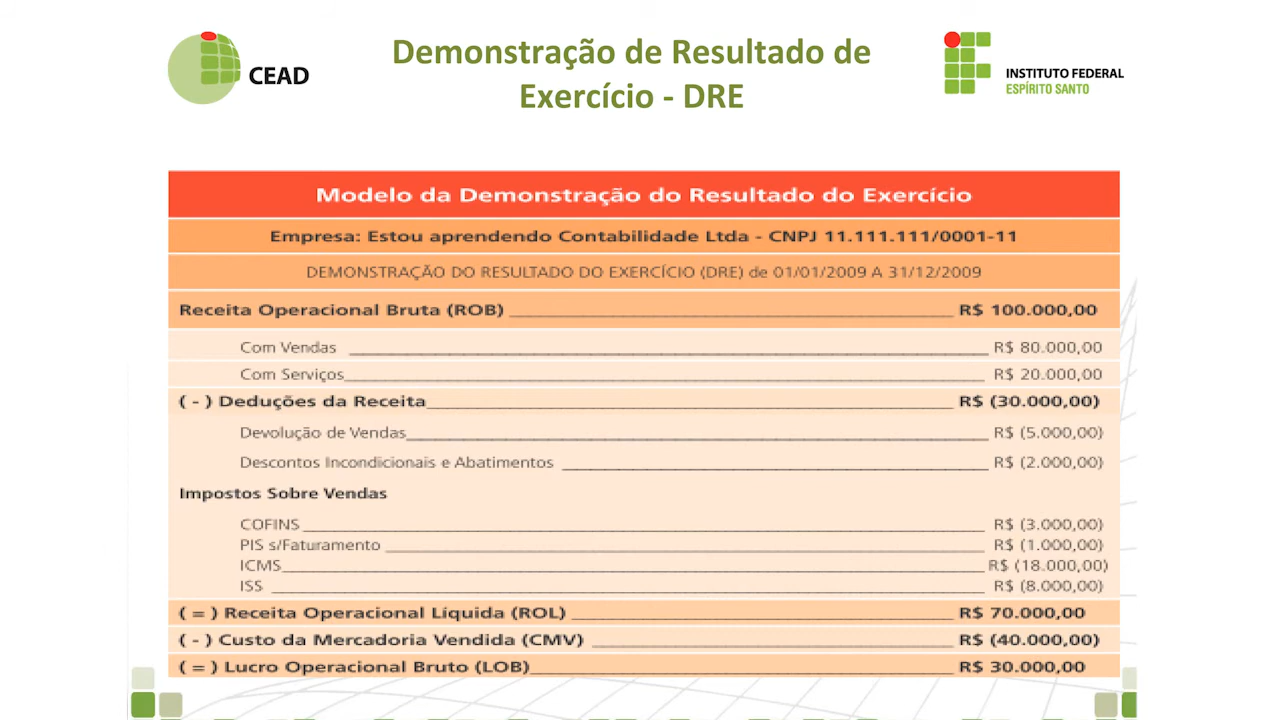 CEAD
Demonstração de Resultado de
Exercício - DRE
INSTITUTO FEDERAL
ESPÍRITO SANTO
Modelo da Demonstração do Resultado do Exercício
Empresa: Estou aprendendo Contabilidade Ltda - CNPJ 11.111.111/0001-11
DEMONSTRAÇÃO DO RESULTADO DO EXERCÍCIO (DRE) de 01/01/2009 A 31/12/2009
Receita Operacional Bruta (ROB) R$ 100.000,00
Com Vendas R$ 80.000,00
Com Serviços R$ 20.000,00
( - ) Deduções da Receita R$ (30.000,00)
Devolução de Vendas R$ (5.000,00)
Descontos Incondicionais e Abatimentos R$ (2.000,00)
Impostos Sobre Vendas
COFINS R$ (3.000,00)
PIS s/Faturamento R$ (1.000,00)
ICMS R$ (18.000,00)
ISS R$ (8.000,00)
( = ) Receita Operacional Líquida (ROL) R$ 70.000,00
( - ) Custo da Mercadoria Vendida (CMV) R$ (40.000,00)
( = ) Lucro Operacional Bruto (LOB) R$ 30.000,00